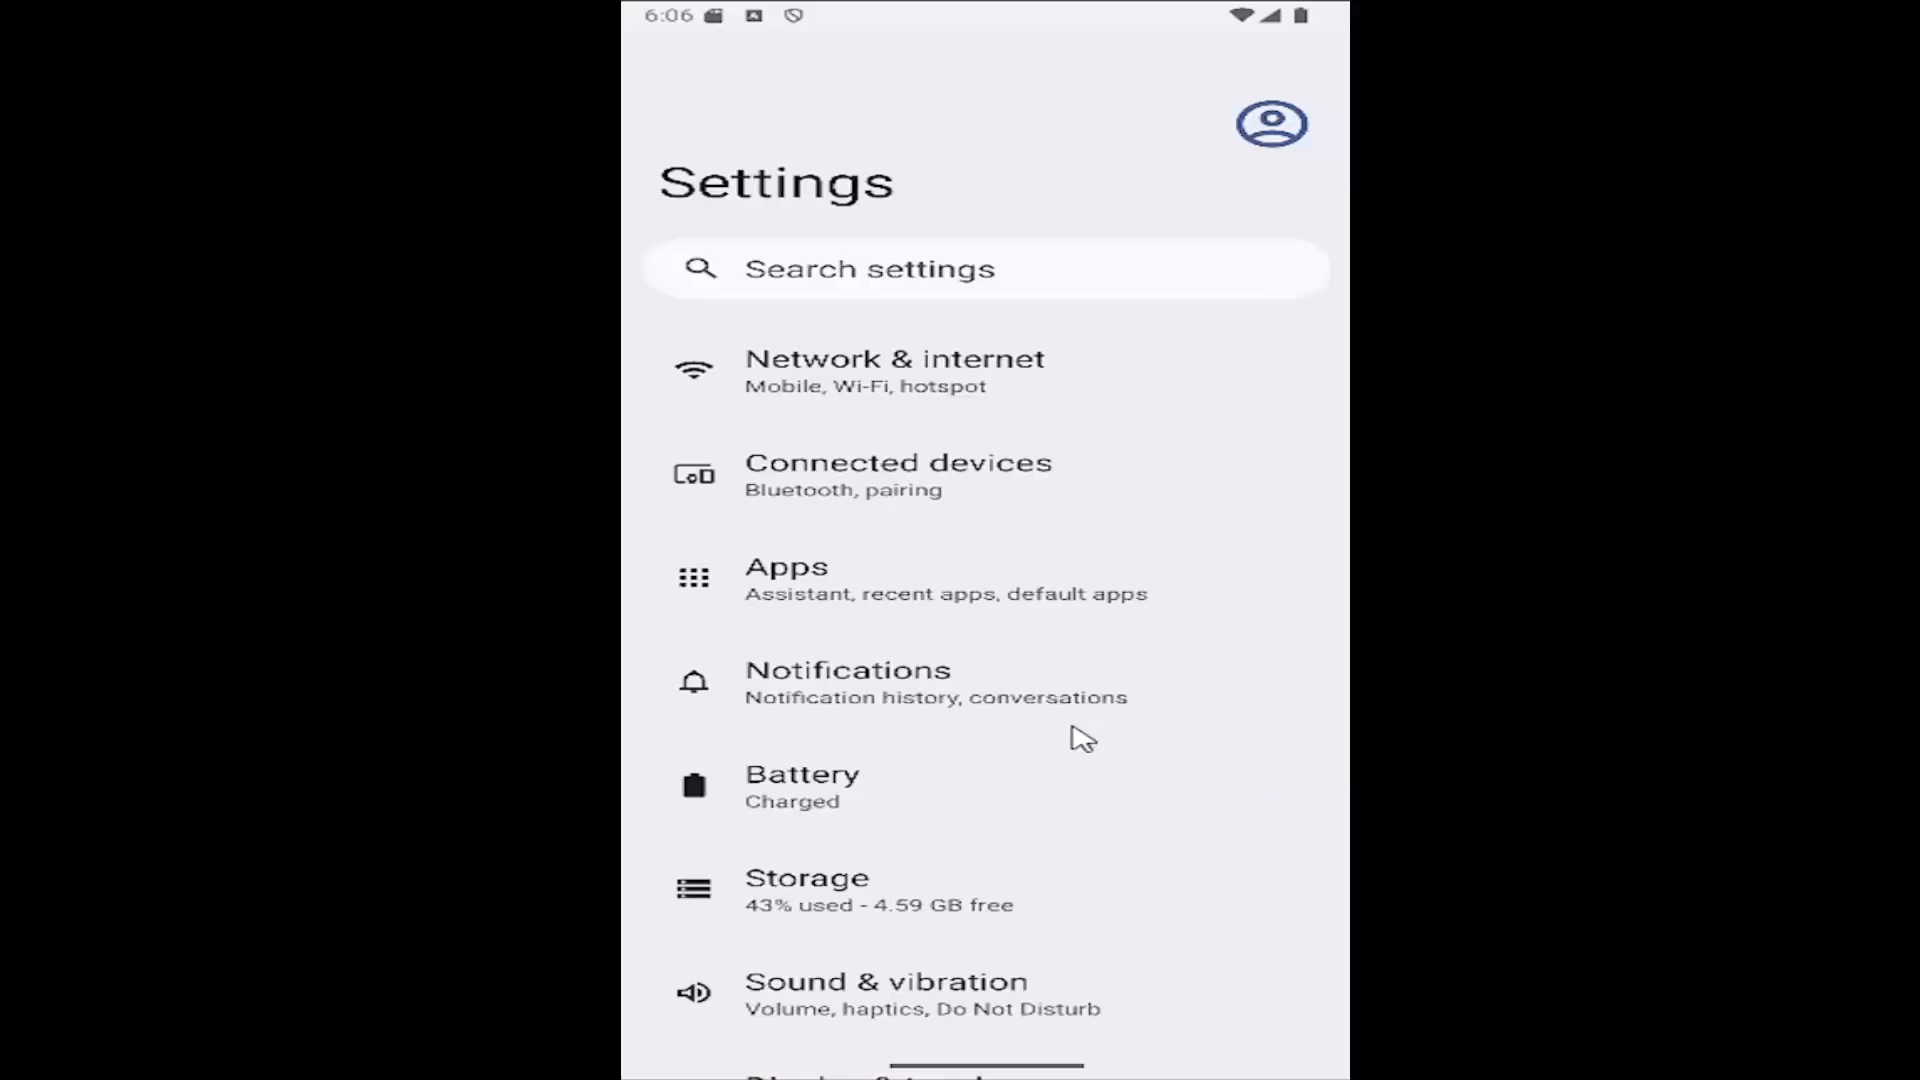 6:06
Settings
Search settings
Network & internet
Mobile, Wi-Fi, hotspot
Connected devices
Bluetooth, pairing
Apps
Assistant, recent apps, default apps
Notifications
Notification history, conversations
Battery
Charged
Storage
43% used - 4.59 GB free
Sound & vibration
Volume, haptics, Do Not Disturb